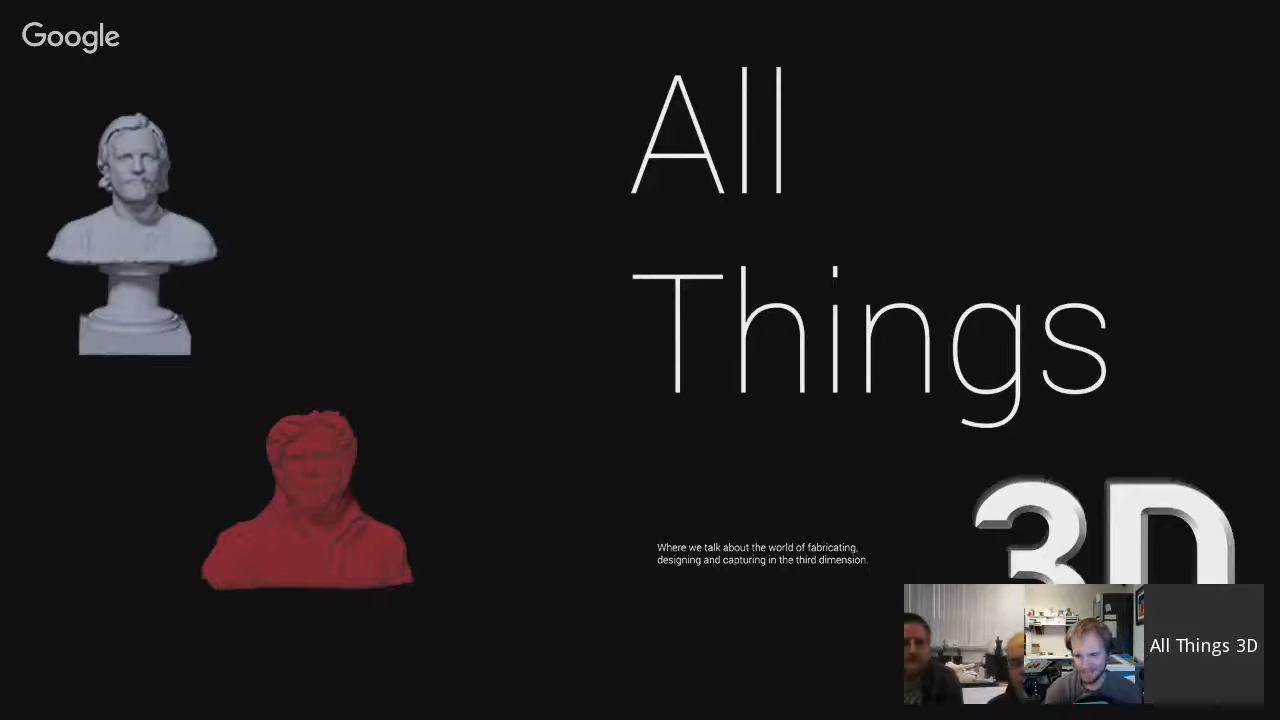 Google
All
Things
3D
Where we talk about the world of fabricating,
designing and capturing in the third dimension.
All Things 3D